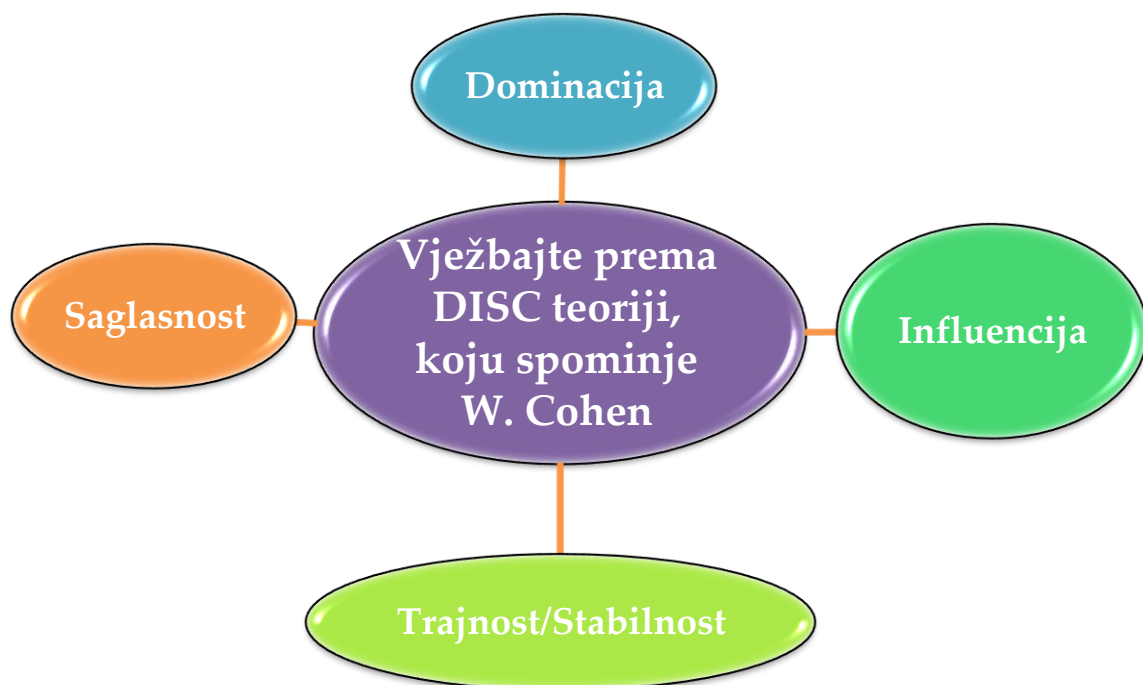 Dominacija
Vježbajte prema
DISC teoriji,
koju spominje
W. Cohen
Saglasnost
Influencija
Trajnost/Stabilnost